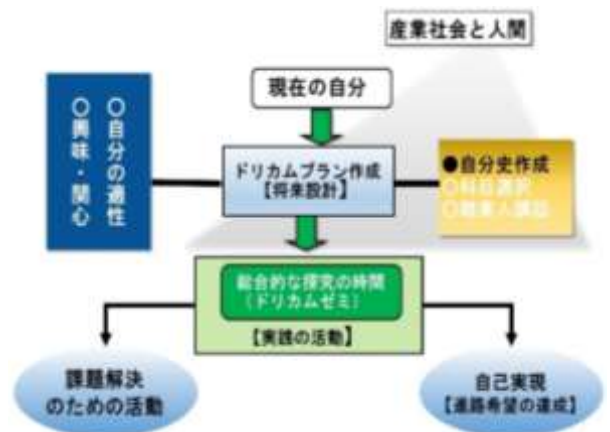 産業社会と人間
現在の自分
○自分の適性
○興味・関心
ドリカムプラン作成
【将来設計】
●自分史作成
○科目選択
○職業人講話
総合的な探究の時間
(ドリカムゼミ)
【実践の活動】
課題解決
のための活動
自己実現
【進路希望の達成】